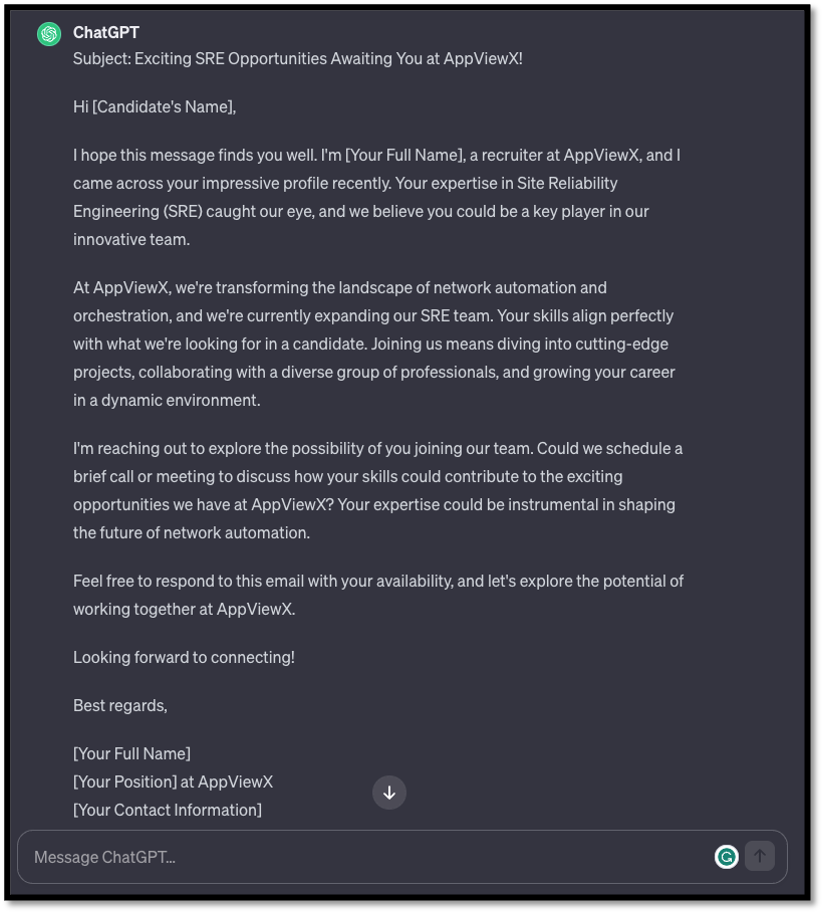 ChatGPT
Subject: Exciting SRE Opportunities Awaiting You at AppViewX!
Hi [Candidate's Name],
I hope this message finds you well. I'm [Your Full Name], a recruiter at AppViewX, and I
came across your impressive profile recently. Your expertise in Site Reliability
Engineering (SRE) caught our eye, and we believe you could be a key player in our
innovative team.
At AppViewX, we're transforming the landscape of network automation and
orchestration, and we're currently expanding our SRE team. Your skills align perfectly
with what we're looking for in a candidate. Joining us means diving into cutting-edge
projects, collaborating with a diverse group of professionals, and growing your career
in a dynamic environment.
I'm reaching out to explore the possibility of you joining our team. Could we schedule a
brief call or meeting to discuss how your skills could contribute to the exciting
opportunities we have at AppViewX? Your expertise could be instrumental in shaping
the future of network automation.
Feel free to respond to this email with your availability, and let's explore the potential of
working together at AppViewX.
Looking forward to connecting!
Best regards,
[Your Full Name]
[Your Position] at AppViewX
[Your Contact Information]
Message ChatGPT...